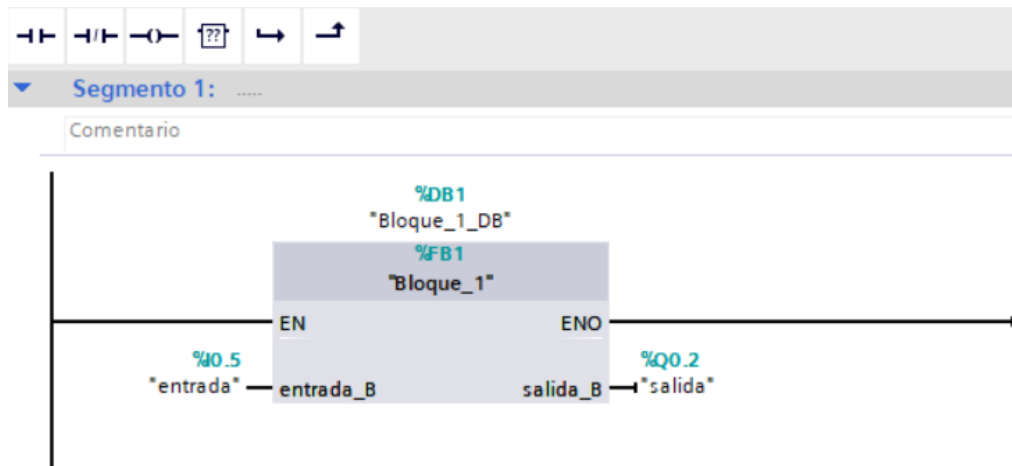 ??
Segmento 1: .....
Comentario
%DB1
"Bloque_1_DB"
%FB1
"Bloque_1"
EN ENO
%I0.5 %Q0.2
"entrada" entrada_B salida_B "salida"